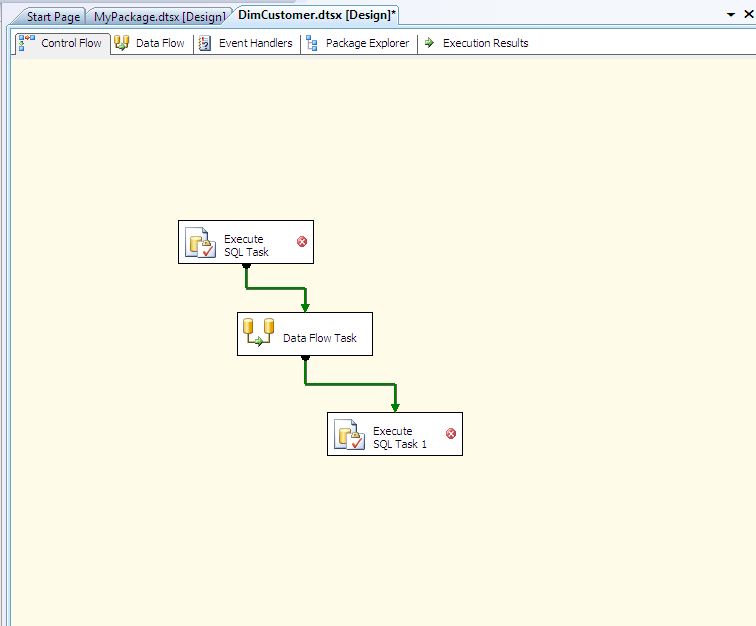 Start Page
MyPackage.dtsx [Design]
DimCustomer.dtsx [Design]*
Control Flow
Data Flow
Event Handlers
Package Explorer
Execution Results
Execute
SQL Task
Data Flow Task
Execute
SQL Task 1